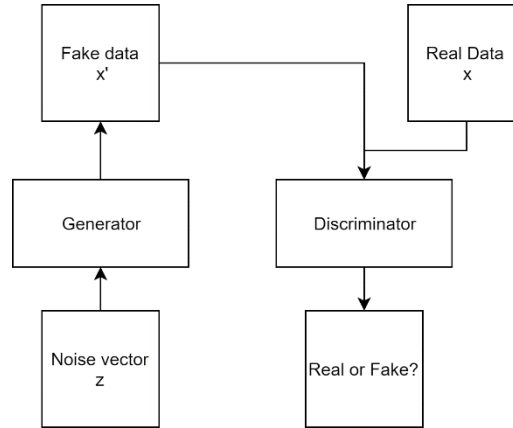 Fake data
x'
Real Data
x
Generator
Discriminator
Noise vector
z
Real or Fake?